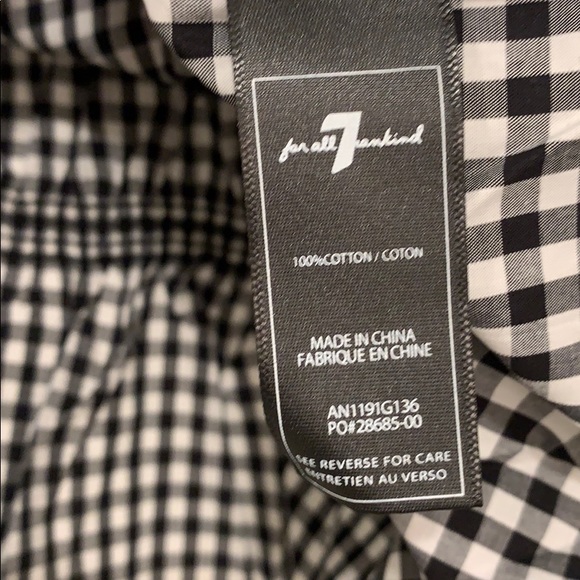 for all 7 mankind
100%COTTON / COTON
MADE IN CHINA
FABRIQUE EN CHINE
AN1191G136
PO#28685-00
SEE REVERSE FOR CARE
ENTRETIEN AU VERSO